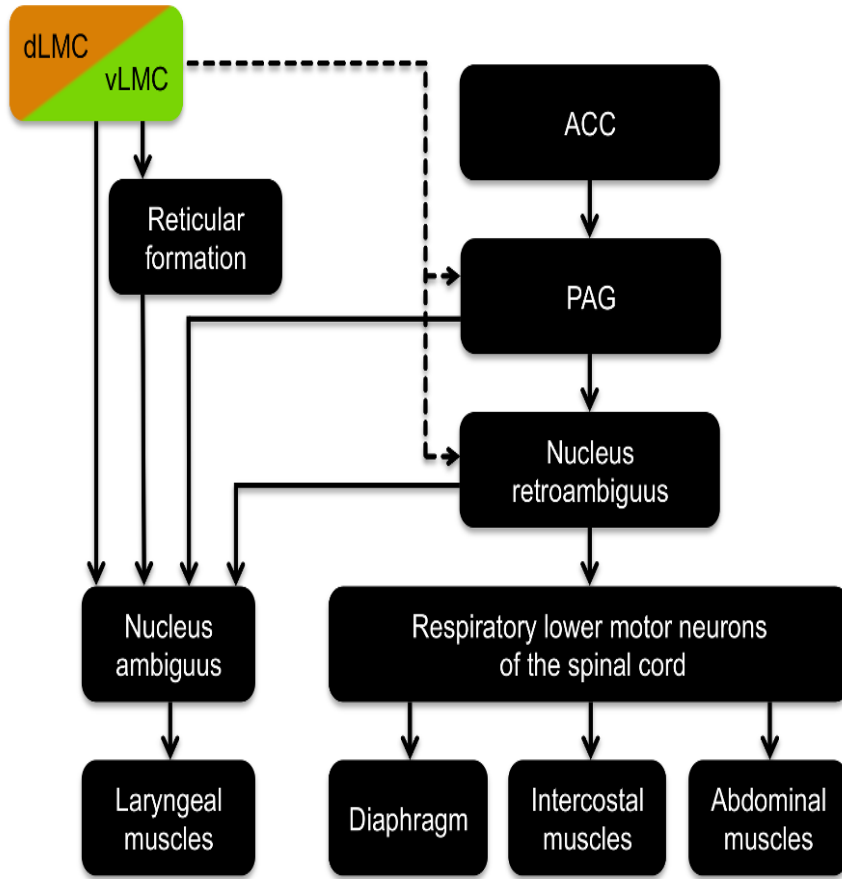 dLMC
vLMC
ACC
Reticular
formation
PAG
Nucleus
retroambiguus
Nucleus
ambiguus
Respiratory lower motor neurons
of the spinal cord
Laryngeal
muscles
Diaphragm
Intercostal
muscles
Abdominal
muscles